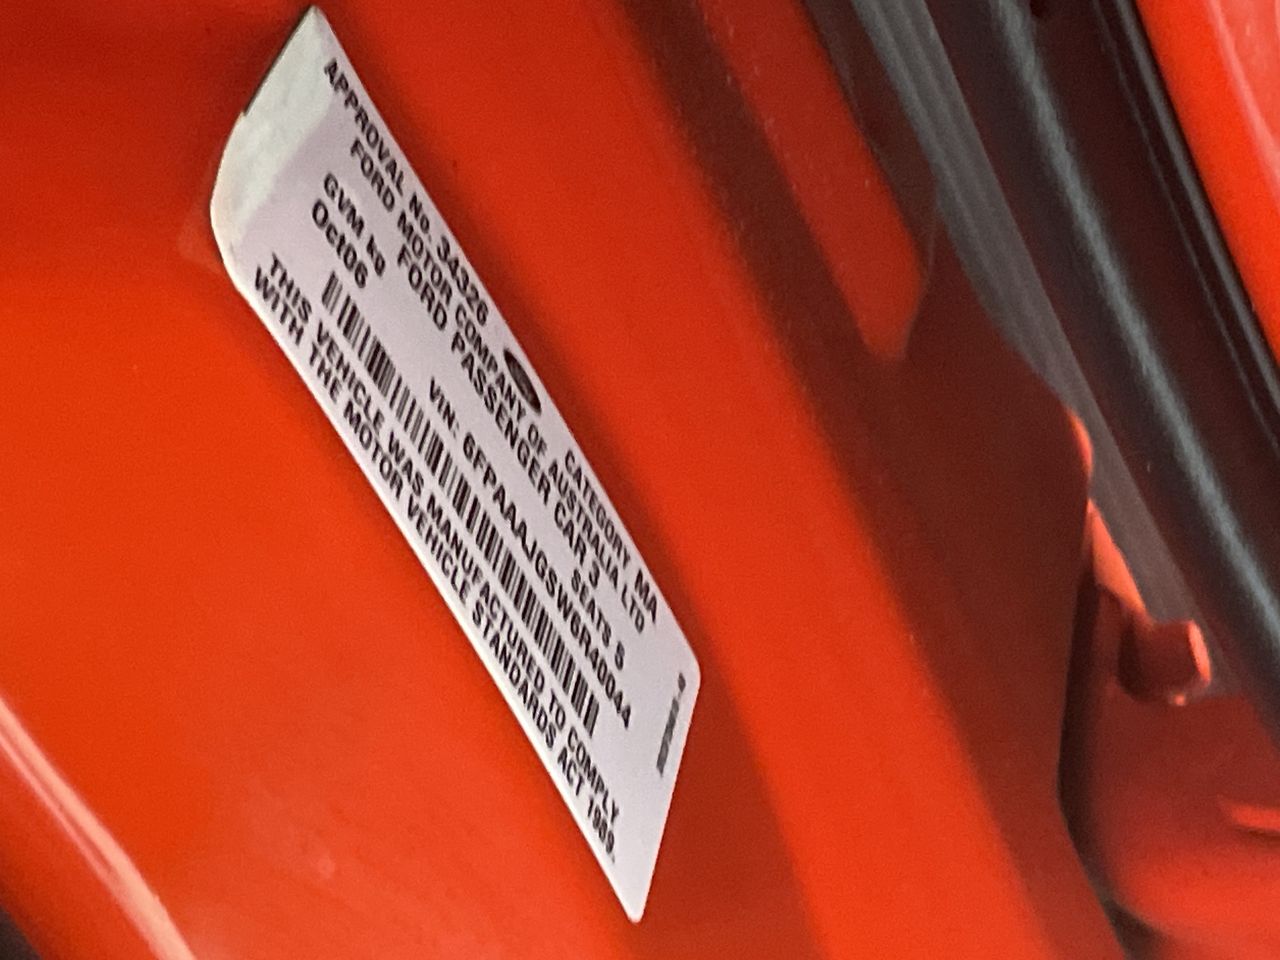 APPROVAL No. 34326 CATEGORY MA
FORD MOTOR COMPANY OF AUSTRALIA LTD
FORD PASSENGER CAR 3
GVM kg SEATS 5
Oct06 VIN: 6FPAAAJGSW6R40044
THIS VEHICLE WAS MANUFACTURED TO COMPLY
WITH THE MOTOR VEHICLE STANDARDS ACT 1989.